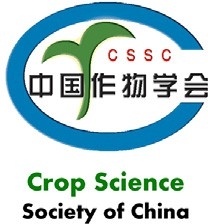 CSSC
中国作物学会
Crop Science
Society of China